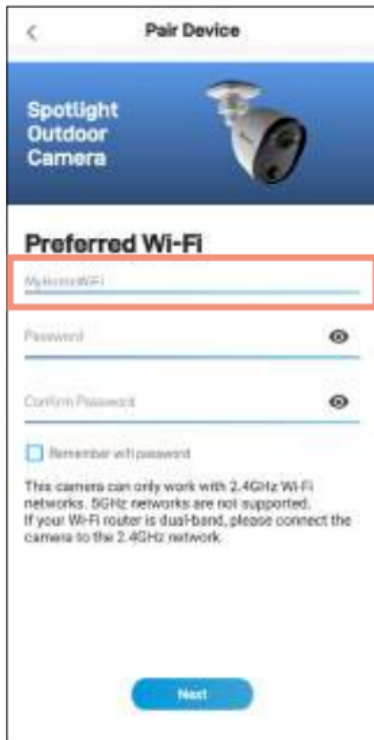 Pair Device
Spotlight
Outdoor
Camera
Preferred Wi-Fi
MyHomeWiFi
Password
Confirm Password
Remember wifi password
This camera can only work with 2.4GHz Wi-Fi
networks. 5GHz networks are not supported.
If your Wi-Fi router is dual-band, please connect the
camera to the 2.4GHz network.
Next